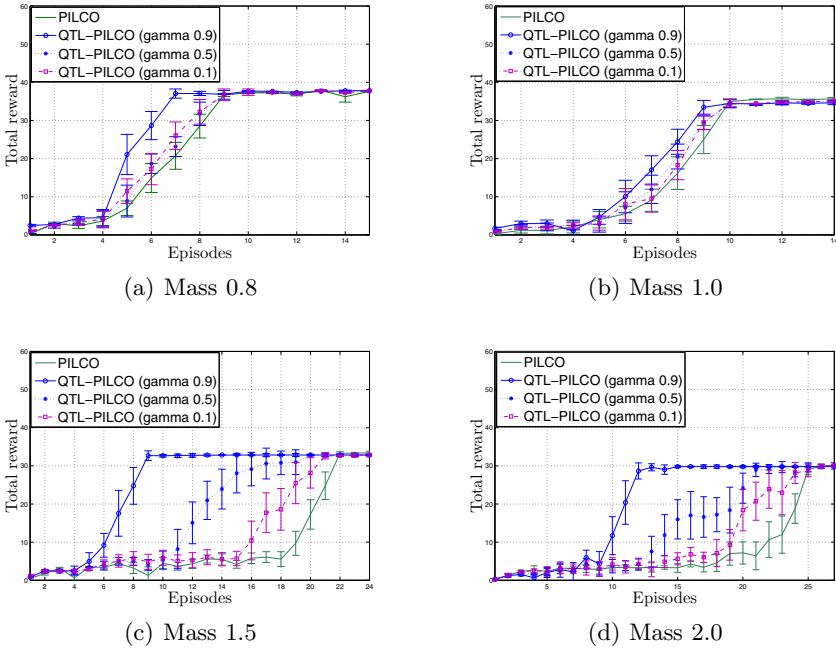 PILCO
QTL-PILCO (gamma 0.9)
QTL-PILCO (gamma 0.5)
QTL-PILCO (gamma 0.1)
Total reward
60
50
40
30
20
10
0
2 4 6 8 10 12 14
Episodes
(a) Mass 0.8
PILCO
QTL-PILCO (gamma 0.9)
QTL-PILCO (gamma 0.5)
QTL-PILCO (gamma 0.1)
Total reward
60
50
40
30
20
10
0
2 4 6 8 10 12 14
Episodes
(b) Mass 1.0
PILCO
QTL-PILCO (gamma 0.9)
QTL-PILCO (gamma 0.5)
QTL-PILCO (gamma 0.1)
Total reward
60
50
40
30
20
10
0
2 4 6 8 10 12 14 16 18 20 22 24
Episodes
(c) Mass 1.5
PILCO
QTL-PILCO (gamma 0.9)
QTL-PILCO (gamma 0.5)
QTL-PILCO (gamma 0.1)
Total reward
60
50
40
30
20
10
0
5 10 15 20 25
Episodes
(d) Mass 2.0